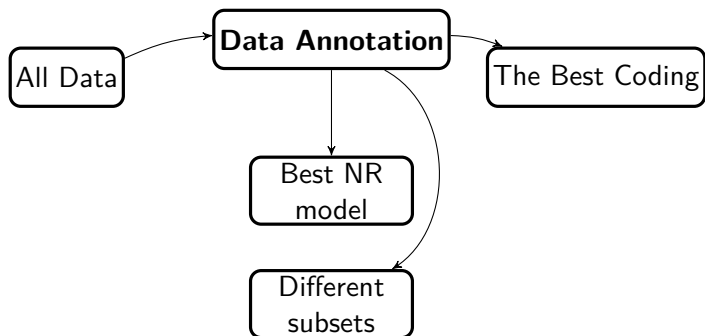 Data Annotation
All Data
The Best Coding
Best NR
model
Different
subsets